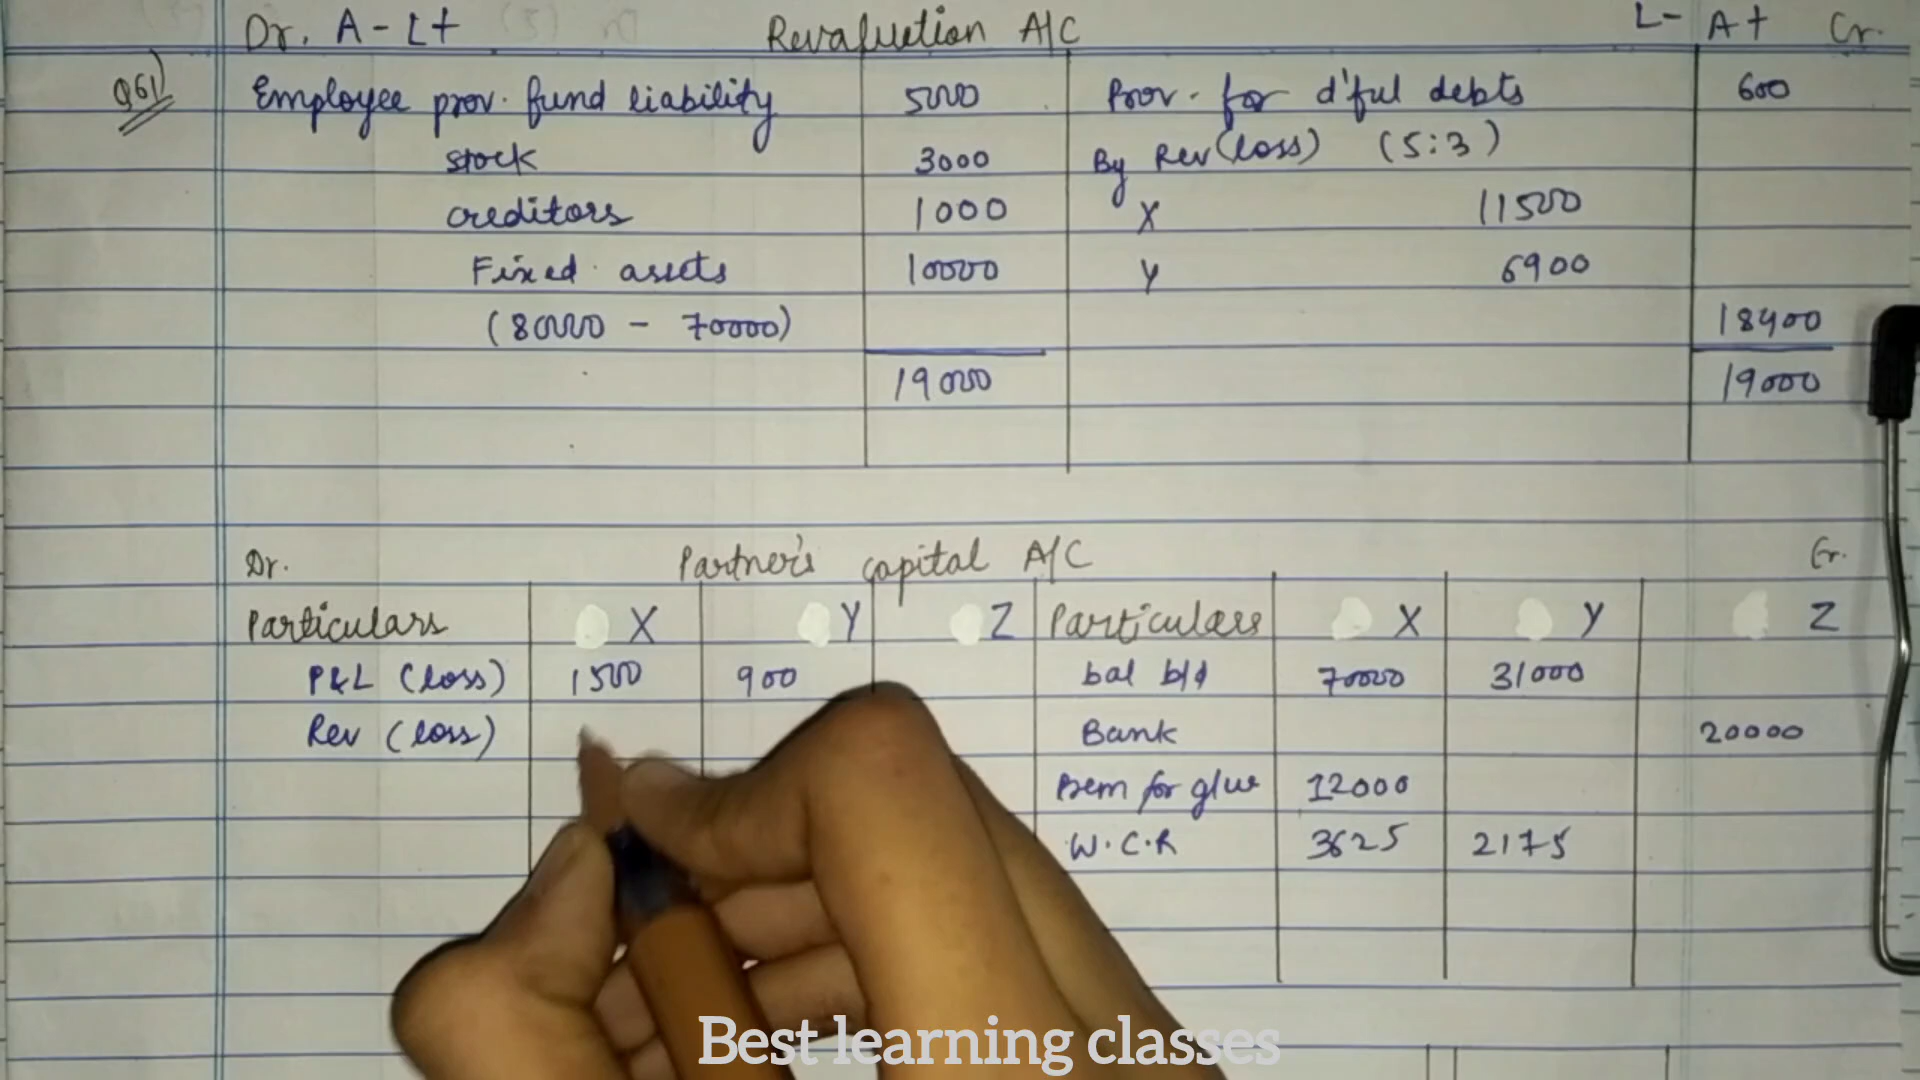 Dr. A - L+ Revaluation A/C L- A+ Cr.
Q61) Employee prov. fund liability 5000 Prov. for d'ful debts 600
stock 3000 By Rev (loss) (5:3)
creditors 1000 X 11500
Fixed assets 10000 Y 6900
(80000 - 70000) 18400
19000 19000
Dr. Partner's capital A/C Cr.
Particulars X Y Z Particulars X Y Z
P&L (loss) 1500 900 bal b/d 70000 31000
Rev (loss) Bank 20000
Prem for g/w 12000
W.C.R 3625 2175
Best learning classes